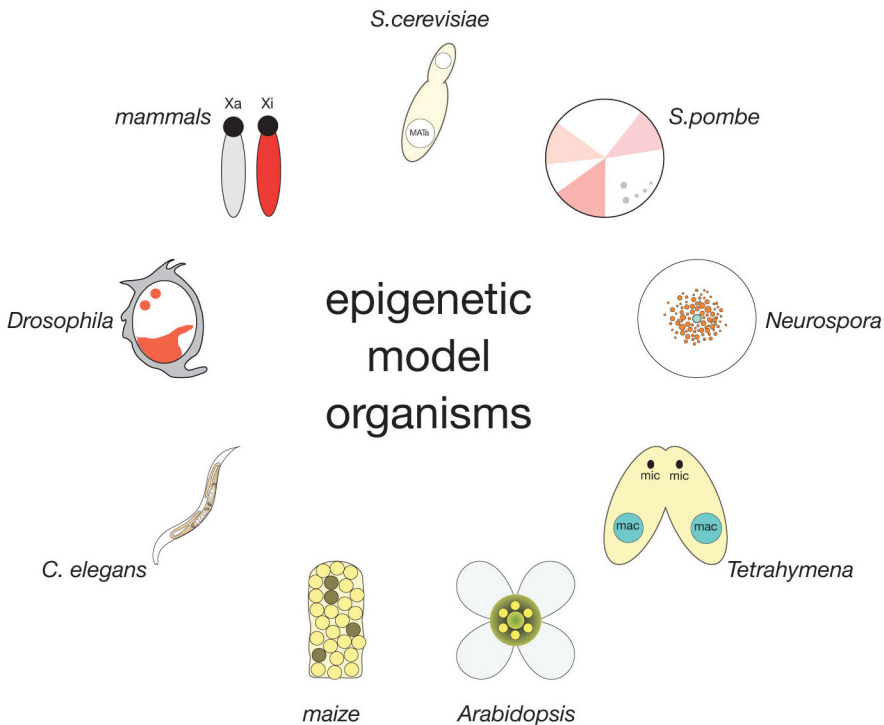 S.cerevisiae
Xa Xi
mammals
MATa
S.pombe
epigenetic
model
organisms
Drosophila
Neurospora
mic mic
mac mac
C. elegans
Tetrahymena
maize
Arabidopsis